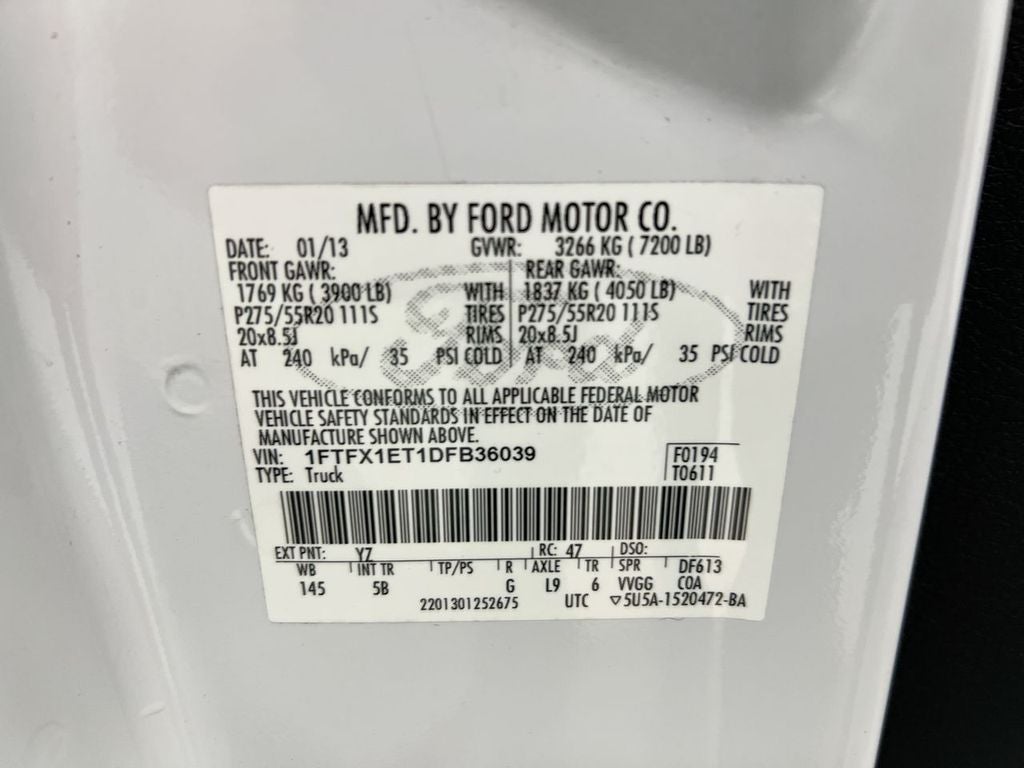 MFD. BY FORD MOTOR CO.
DATE: 01/13 GVWR: 3266 KG ( 7200 LB)
FRONT GAWR: REAR GAWR:
1769 KG ( 3900 LB) WITH 1837 KG ( 4050 LB) WITH
P275/55R20 111S TIRES P275/55R20 111S TIRES
20x8.5J RIMS 20x8.5J RIMS
AT 240 kPa/ 35 PSI COLD AT 240 kPa/ 35 PSI COLD
Ford
THIS VEHICLE CONFORMS TO ALL APPLICABLE FEDERAL MOTOR
VEHICLE SAFETY STANDARDS IN EFFECT ON THE DATE OF
MANUFACTURE SHOWN ABOVE.
VIN: 1FTFX1ET1DFB36039 F0194
TYPE: Truck T0611
EXT PNT: YZ RC: 47 DSO:
WB INT TR TP/PS R AXLE TR SPR DF613
145 5B G L9 6 VVGG COA
2201301252675 UTC ▽5U5A-1520472-BA